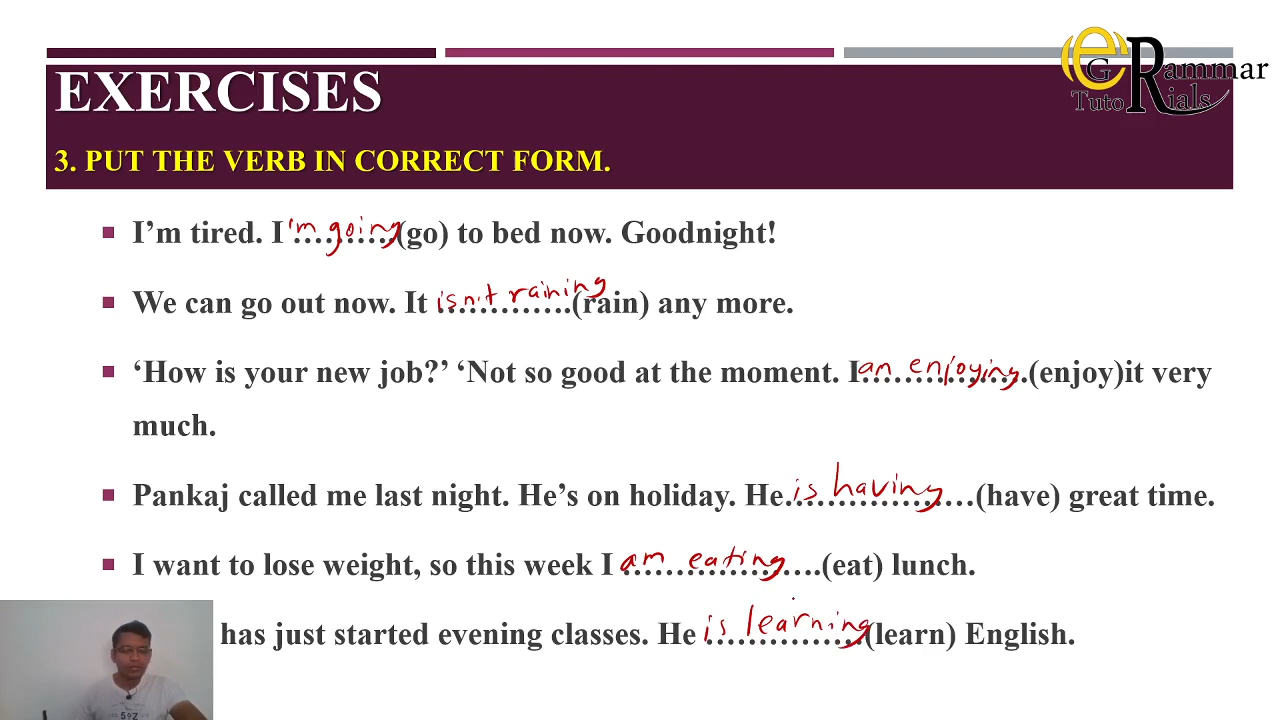 eGRammar
TutoRials
EXERCISES
3. PUT THE VERB IN CORRECT FORM.
I’m tired. I 'm going ……….(go) to bed now. Goodnight!
We can go out now. It isn't raining ………….(rain) any more.
‘How is your new job?’ ‘Not so good at the moment. I an enjoying …………….(enjoy)it very
much.
Pankaj called me last night. He’s on holiday. He is having ………………(have) great time.
I want to lose weight, so this week I am eating ……………….(eat) lunch.
has just started evening classes. He is learning …………….(learn) English.
59Z